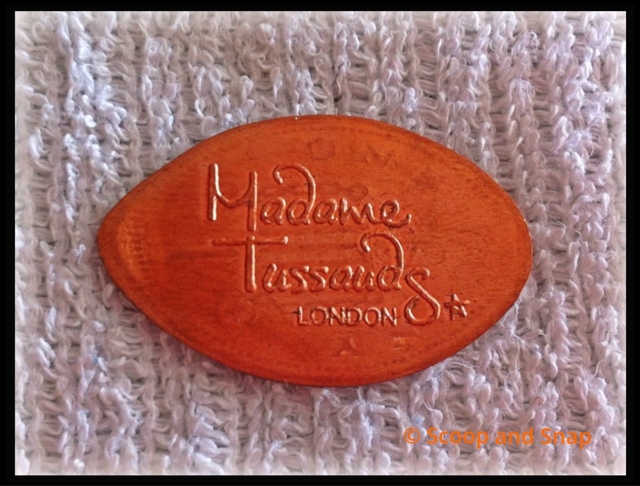 Madame
Tussauds
LONDON
© Scoop and Snap